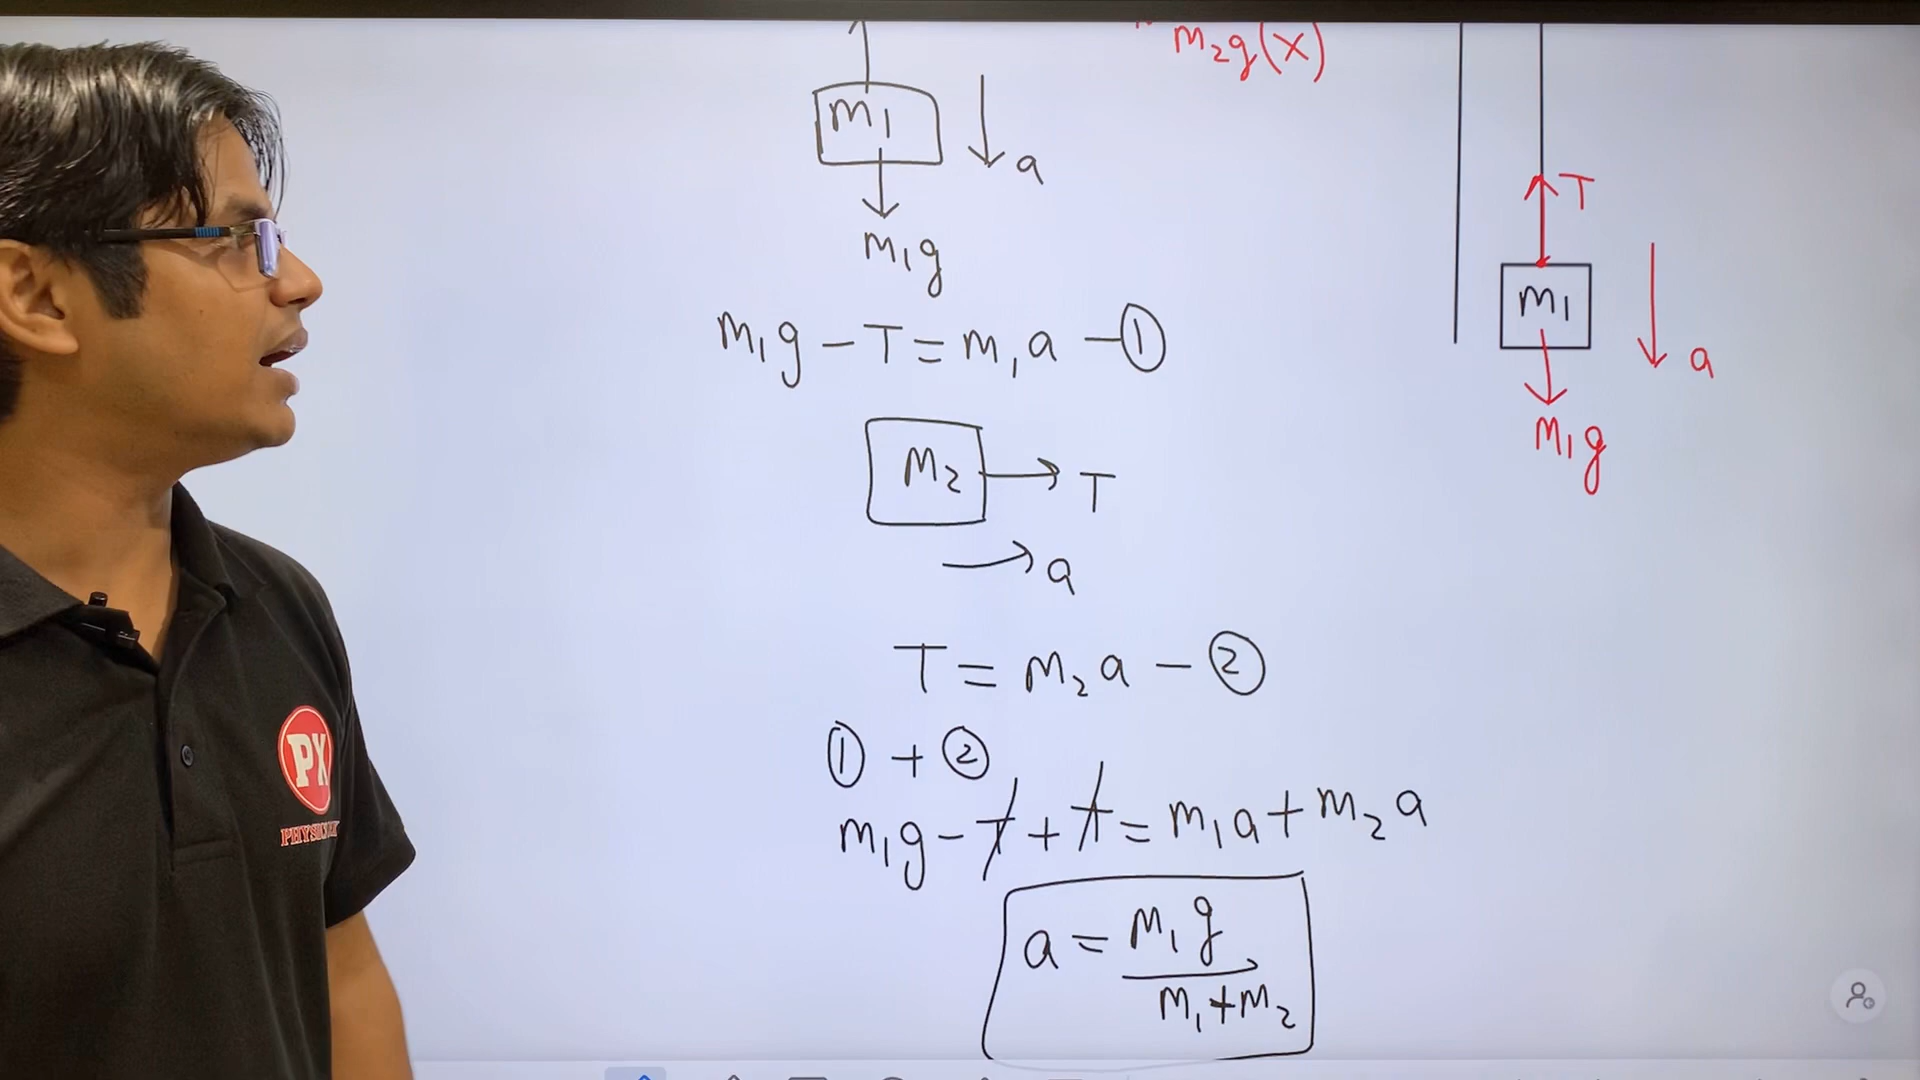 m₂g(x)
m₁
a
m₁g
m₁g - T = m₁a - ①
m₂
T
a
T = m₂a - ②
① + ②
m₁g - T + T = m₁a + m₂a
a = m₁g
m₁+m₂
T
m₁
a
m₁g
PX